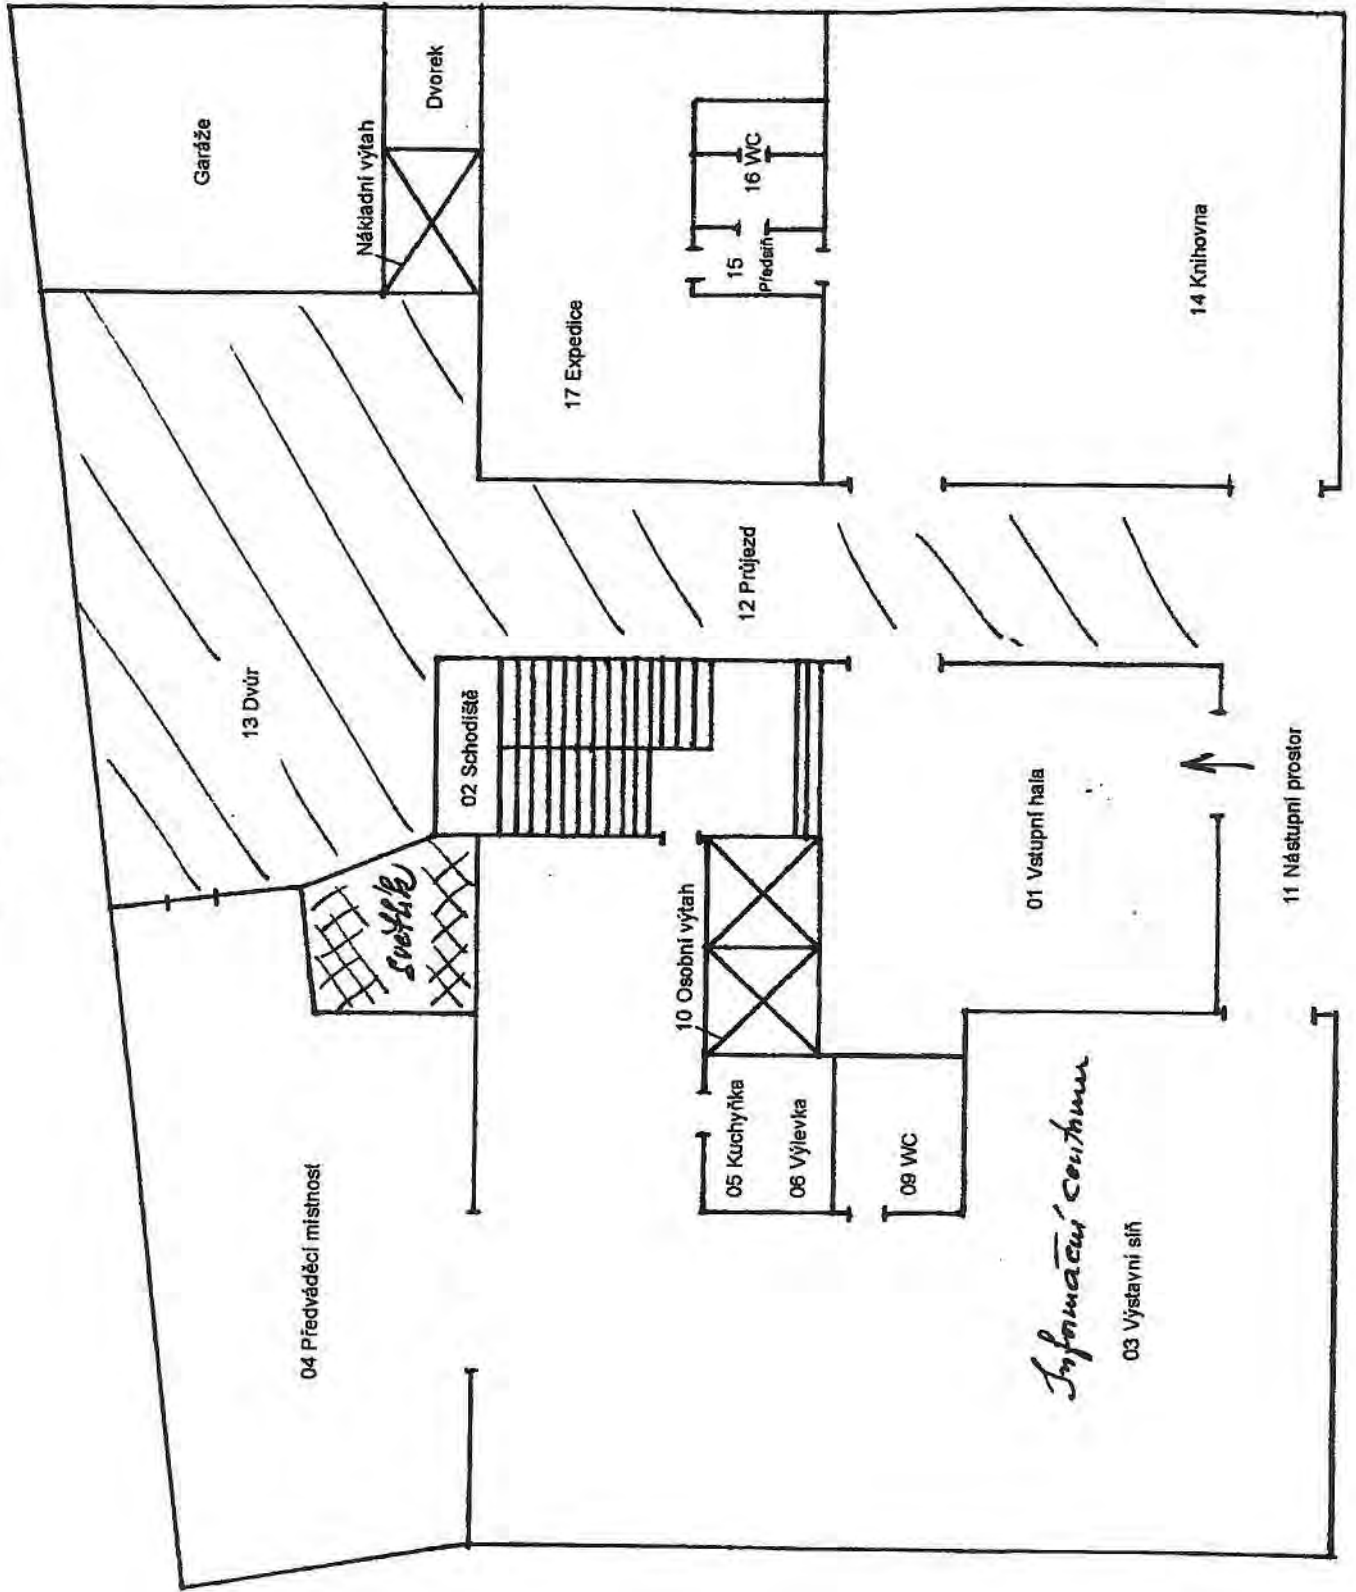 Garáže
Dvorek
Nákladní výtah
16 WC
15
Předsíň
14 Knihovna
17 Expedice
12 Průjezd
13 Dvůr
02 Schodiště
světlík
01 Vstupní hala
11 Nástupní prostor
10 Osobní výtah
05 Kuchyňka
06 Výlevka
09 WC
04 Předváděcí místnost
Informační centrum
03 Výstavní síň